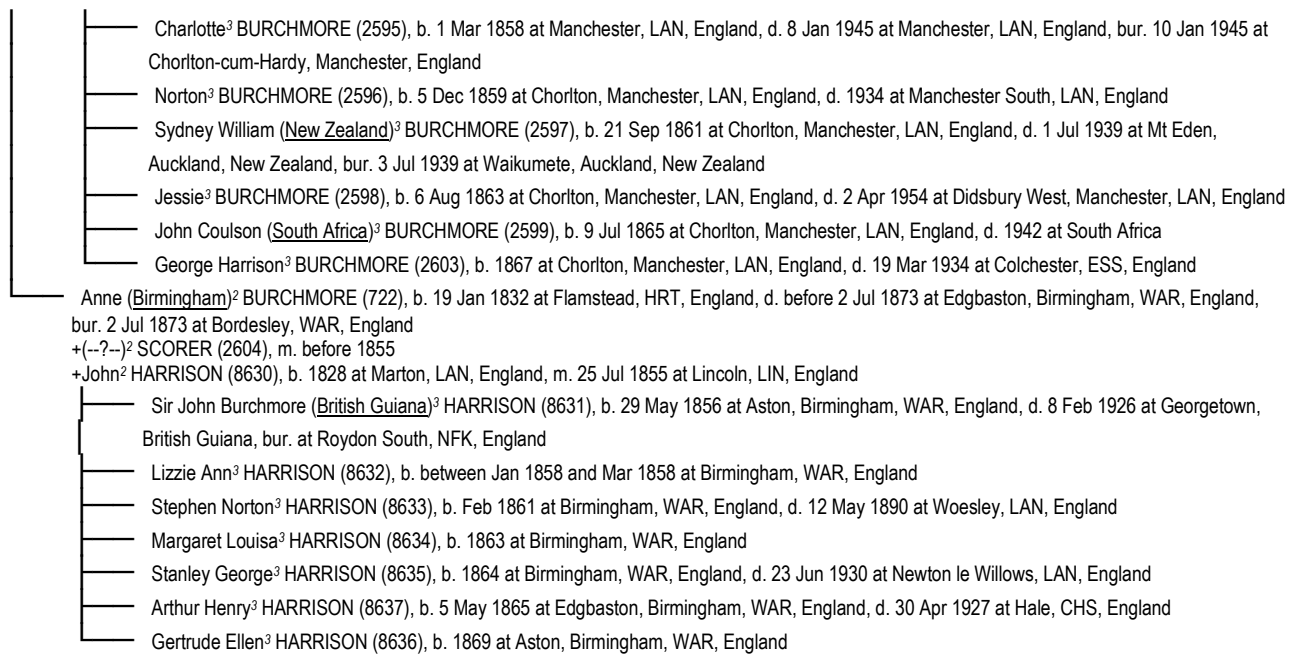 Charlotte³ BURCHMORE (2595), b. 1 Mar 1858 at Manchester, LAN, England, d. 8 Jan 1945 at Manchester, LAN, England, bur. 10 Jan 1945 at
Chorlton-cum-Hardy, Manchester, England
Norton³ BURCHMORE (2596), b. 5 Dec 1859 at Chorlton, Manchester, LAN, England, d. 1934 at Manchester South, LAN, England
Sydney William (New Zealand)³ BURCHMORE (2597), b. 21 Sep 1861 at Chorlton, Manchester, LAN, England, d. 1 Jul 1939 at Mt Eden,
Auckland, New Zealand, bur. 3 Jul 1939 at Waikumete, Auckland, New Zealand
Jessie³ BURCHMORE (2598), b. 6 Aug 1863 at Chorlton, Manchester, LAN, England, d. 2 Apr 1954 at Didsbury West, Manchester, LAN, England
John Coulson (South Africa)³ BURCHMORE (2599), b. 9 Jul 1865 at Chorlton, Manchester, LAN, England, d. 1942 at South Africa
George Harrison³ BURCHMORE (2603), b. 1867 at Chorlton, Manchester, LAN, England, d. 19 Mar 1934 at Colchester, ESS, England
Anne (Birmingham)² BURCHMORE (722), b. 19 Jan 1832 at Flamstead, HRT, England, d. before 2 Jul 1873 at Edgbaston, Birmingham, WAR, England,
bur. 2 Jul 1873 at Bordesley, WAR, England
+(--?--)² SCORER (2604), m. before 1855
+John² HARRISON (8630), b. 1828 at Marton, LAN, England, m. 25 Jul 1855 at Lincoln, LIN, England
Sir John Burchmore (British Guiana)³ HARRISON (8631), b. 29 May 1856 at Aston, Birmingham, WAR, England, d. 8 Feb 1926 at Georgetown,
British Guiana, bur. at Roydon South, NFK, England
Lizzie Ann³ HARRISON (8632), b. between Jan 1858 and Mar 1858 at Birmingham, WAR, England
Stephen Norton³ HARRISON (8633), b. Feb 1861 at Birmingham, WAR, England, d. 12 May 1890 at Woesley, LAN, England
Margaret Louisa³ HARRISON (8634), b. 1863 at Birmingham, WAR, England
Stanley George³ HARRISON (8635), b. 1864 at Birmingham, WAR, England, d. 23 Jun 1930 at Newton le Willows, LAN, England
Arthur Henry³ HARRISON (8637), b. 5 May 1865 at Edgbaston, Birmingham, WAR, England, d. 30 Apr 1927 at Hale, CHS, England
Gertrude Ellen³ HARRISON (8636), b. 1869 at Aston, Birmingham, WAR, England